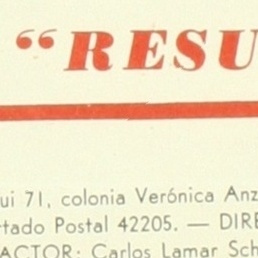 “RESU
ui 71, colonia Verónica Anz
rtado Postal 42205. — DIRE
ACTOR: Carlos Lamar Sch